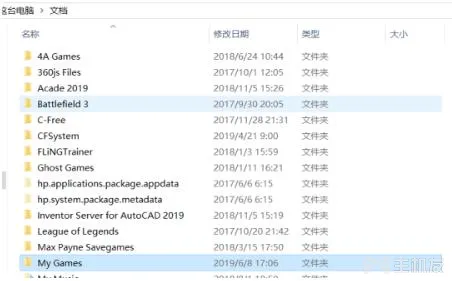 此台电脑 > 文档
名称 修改日期 类型 大小
4A Games 2018/6/24 10:44 文件夹
360js Files 2017/10/1 12:05 文件夹
Acade 2019 2018/11/5 15:26 文件夹
Battlefield 3 2017/9/30 20:05 文件夹
C-Free 2017/11/28 21:31 文件夹
CFSystem 2019/4/21 9:00 文件夹
FLiNGTrainer 2018/1/3 15:59 文件夹
Ghost Games 2018/1/11 16:21 文件夹
hp.applications.package.appdata 2017/6/6 6:15 文件夹
hp.system.package.metadata 2017/6/6 6:15 文件夹
Inventor Server for AutoCAD 2019 2018/11/5 15:19 文件夹
League of Legends 2017/10/20 21:42 文件夹
Max Payne Savegames 2018/3/15 17:50 文件夹
My Games 2019/6/8 17:06 文件夹
My Music